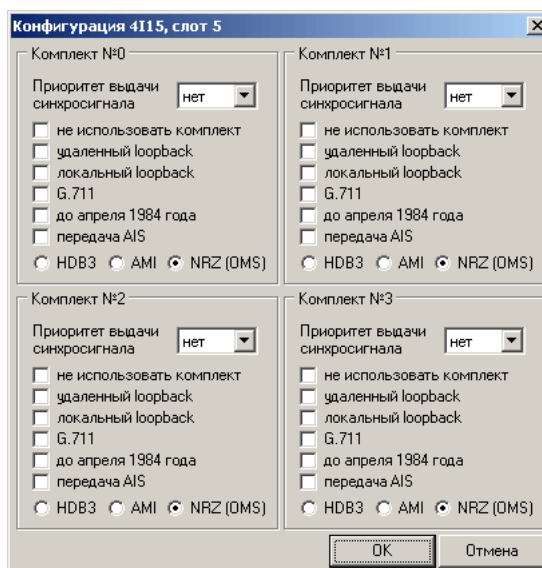 Конфигурация 4I15, слот 5
Комплект №0
Приоритет выдачи
синхросигнала
нет
не использовать комплект
удаленный loopback
локальный loopback
G.711
до апреля 1984 года
передача AIS
HDB3 AMI NRZ (OMS)
Комплект №1
Приоритет выдачи
синхросигнала
нет
не использовать комплект
удаленный loopback
локальный loopback
G.711
до апреля 1984 года
передача AIS
HDB3 AMI NRZ (OMS)
Комплект №2
Приоритет выдачи
синхросигнала
нет
не использовать комплект
удаленный loopback
локальный loopback
G.711
до апреля 1984 года
передача AIS
HDB3 AMI NRZ (OMS)
Комплект №3
Приоритет выдачи
синхросигнала
нет
не использовать комплект
удаленный loopback
локальный loopback
G.711
до апреля 1984 года
передача AIS
HDB3 AMI NRZ (OMS)
OK Отмена